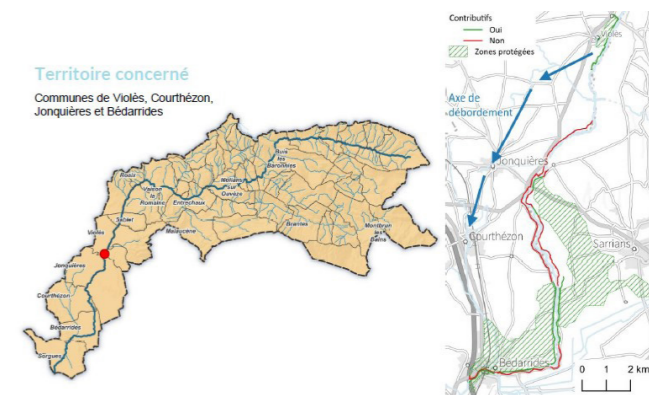 Territoire concerné
Communes de Violès, Courthézon,
Jonquières et Bédarrides
Buis
les
Baronnies
Mollans
sur
Ouvèze
Roaix
Vaison
la
Romaine
Entrechaux
Sablet
Malaucène
Brantes
Montbrun
les
Bains
Violès
Jonquières
Courthézon
Bédarrides
Sorgues
Contributifs
Oui
Non
Zones protégées
Violès
Axe de
débordement
Jonquières
Courthézon
Sarrians
Bédarrides
0 1 2 km